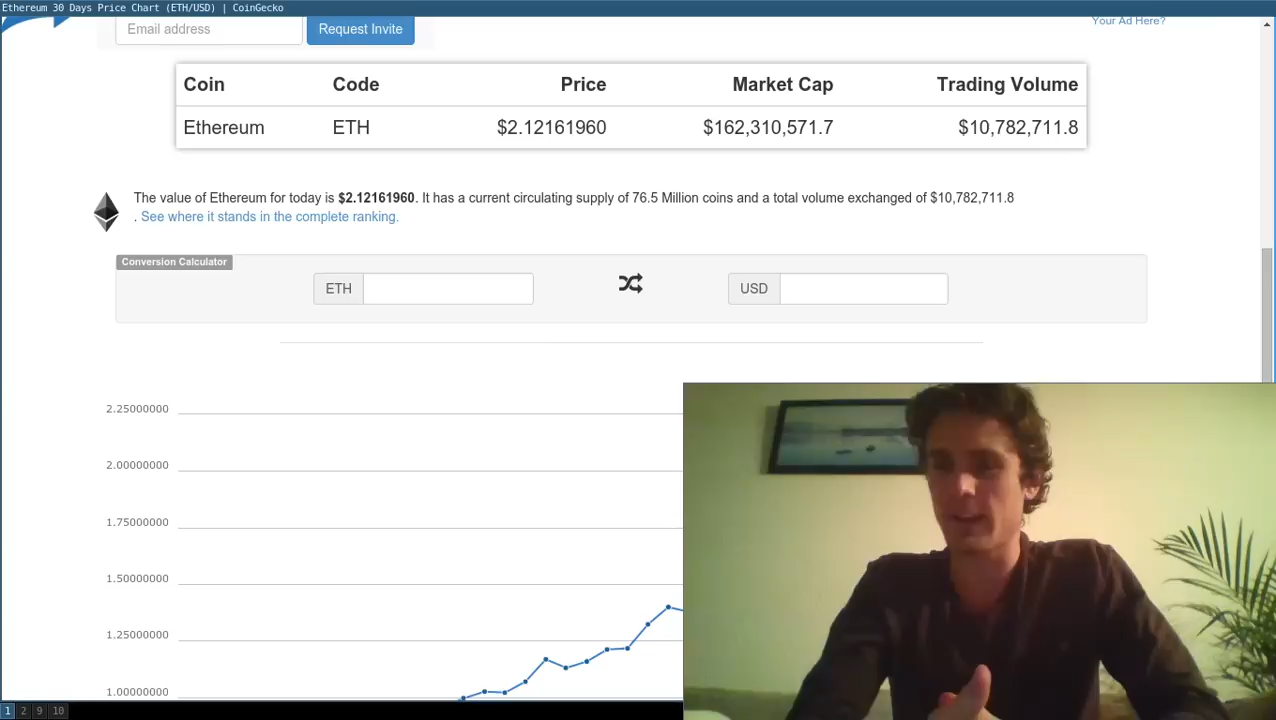 Ethereum 30 Days Price Chart (ETH/USD) | CoinGecko
Your Ad Here?
Email address Request Invite
Coin Code Price Market Cap Trading Volume
Ethereum ETH $2.12161960 $162,310,571.7 $10,782,711.8
The value of Ethereum for today is $2.12161960. It has a current circulating supply of 76.5 Million coins and a total volume exchanged of $10,782,711.8
. See where it stands in the complete ranking.
Conversion Calculator
ETH USD
2.25000000
2.00000000
1.75000000
1.50000000
1.25000000
1.00000000
1 2 9 10